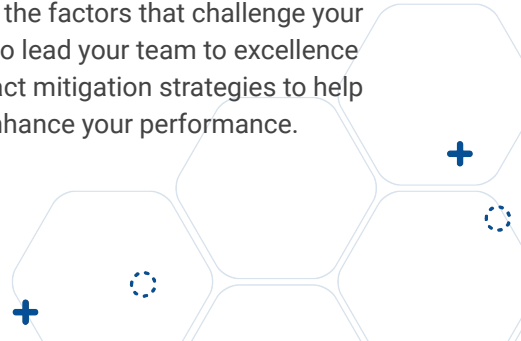 the factors that challenge your
o lead your team to excellence
act mitigation strategies to help
nhance your performance.